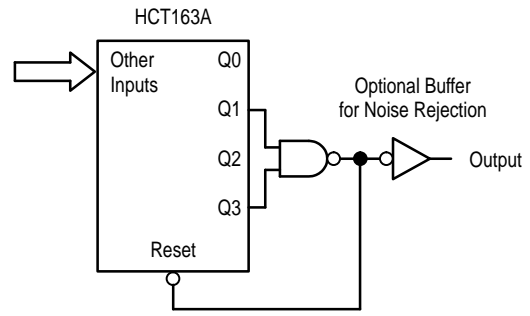 HCT163A
Other
Inputs
Q0
Q1
Q2
Q3
Reset
Optional Buffer
for Noise Rejection
Output